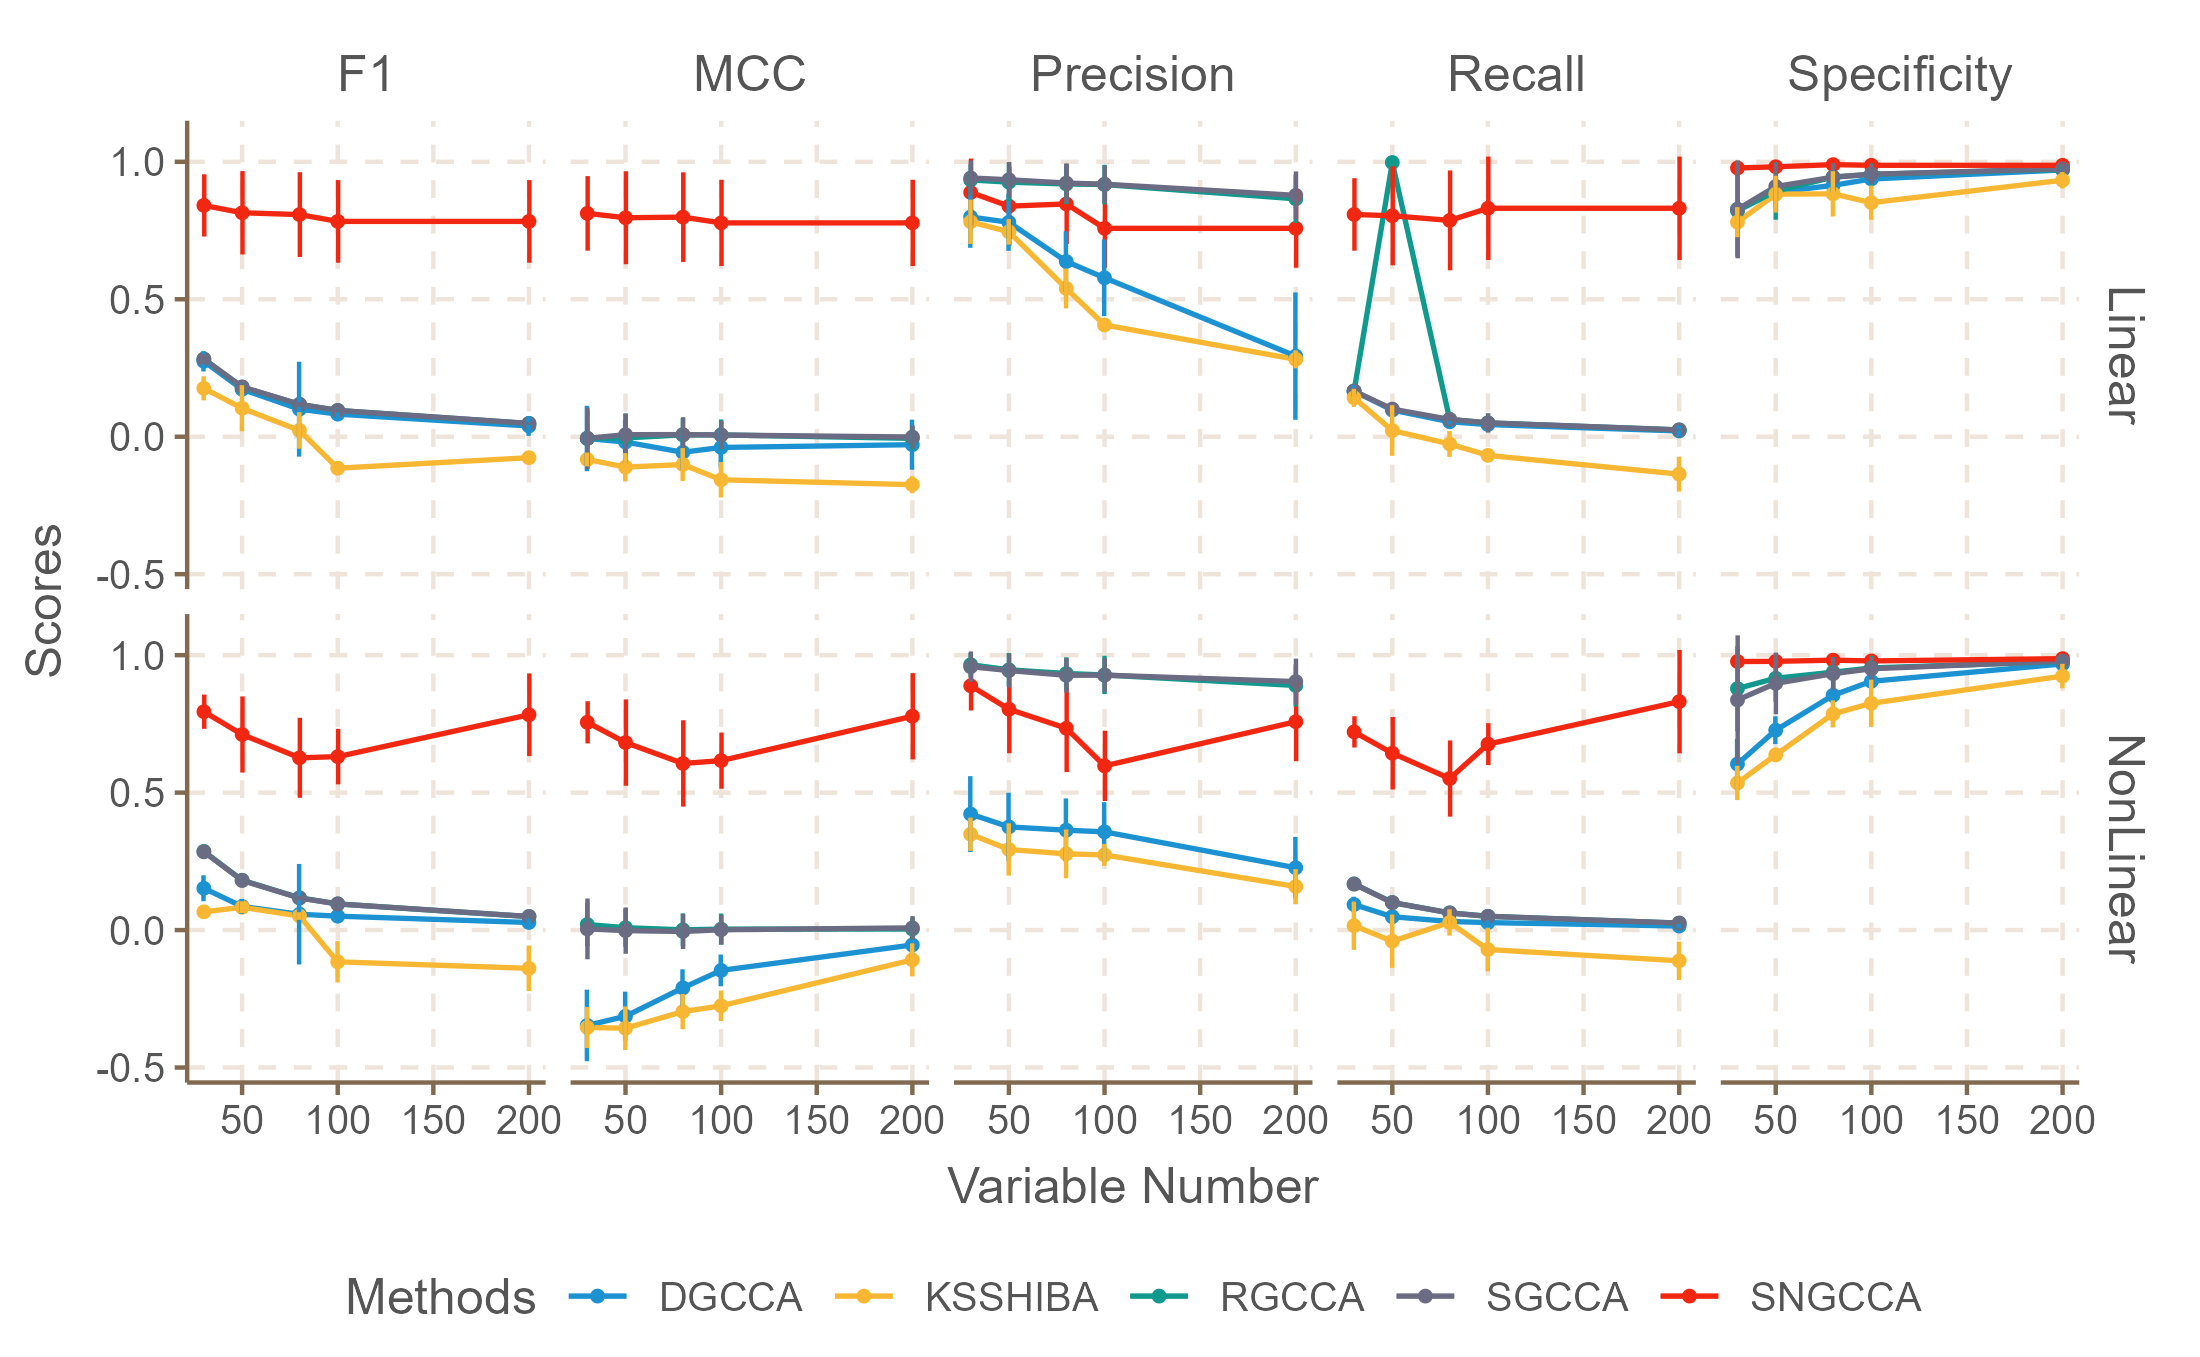 F1 MCC Precision Recall Specificity
1.0
0.5
0.0
-0.5
Linear
Scores
1.0
0.5
0.0
-0.5
NonLinear
50 100 150 200 50 100 150 200 50 100 150 200 50 100 150 200 50 100 150 200
Variable Number
Methods DGCCA KSSHIBA RGCCA SGCCA SNGCCA